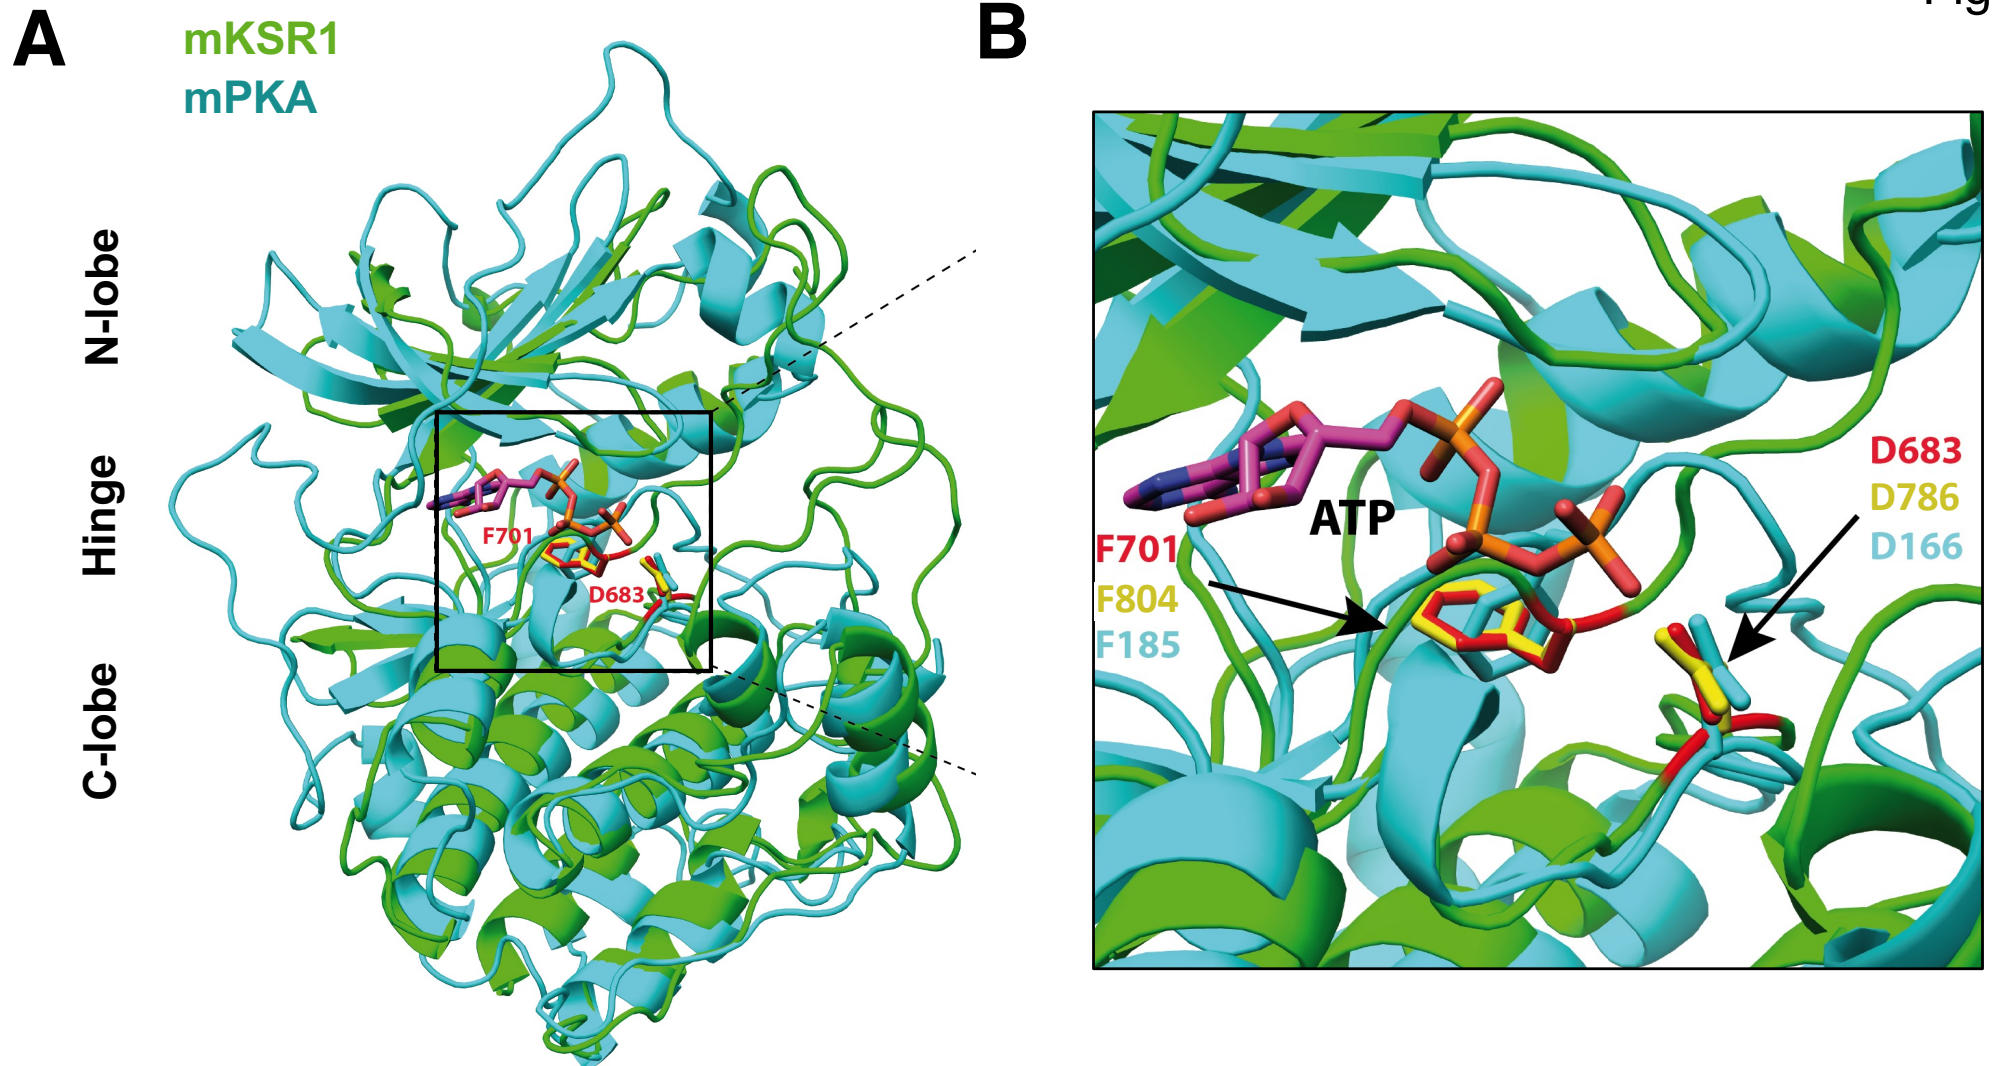 A
mKSR1
mPKA
N-lobe
Hinge
C-lobe
F701
D683
B
ATP
F701
F804
F185
D683
D786
D166